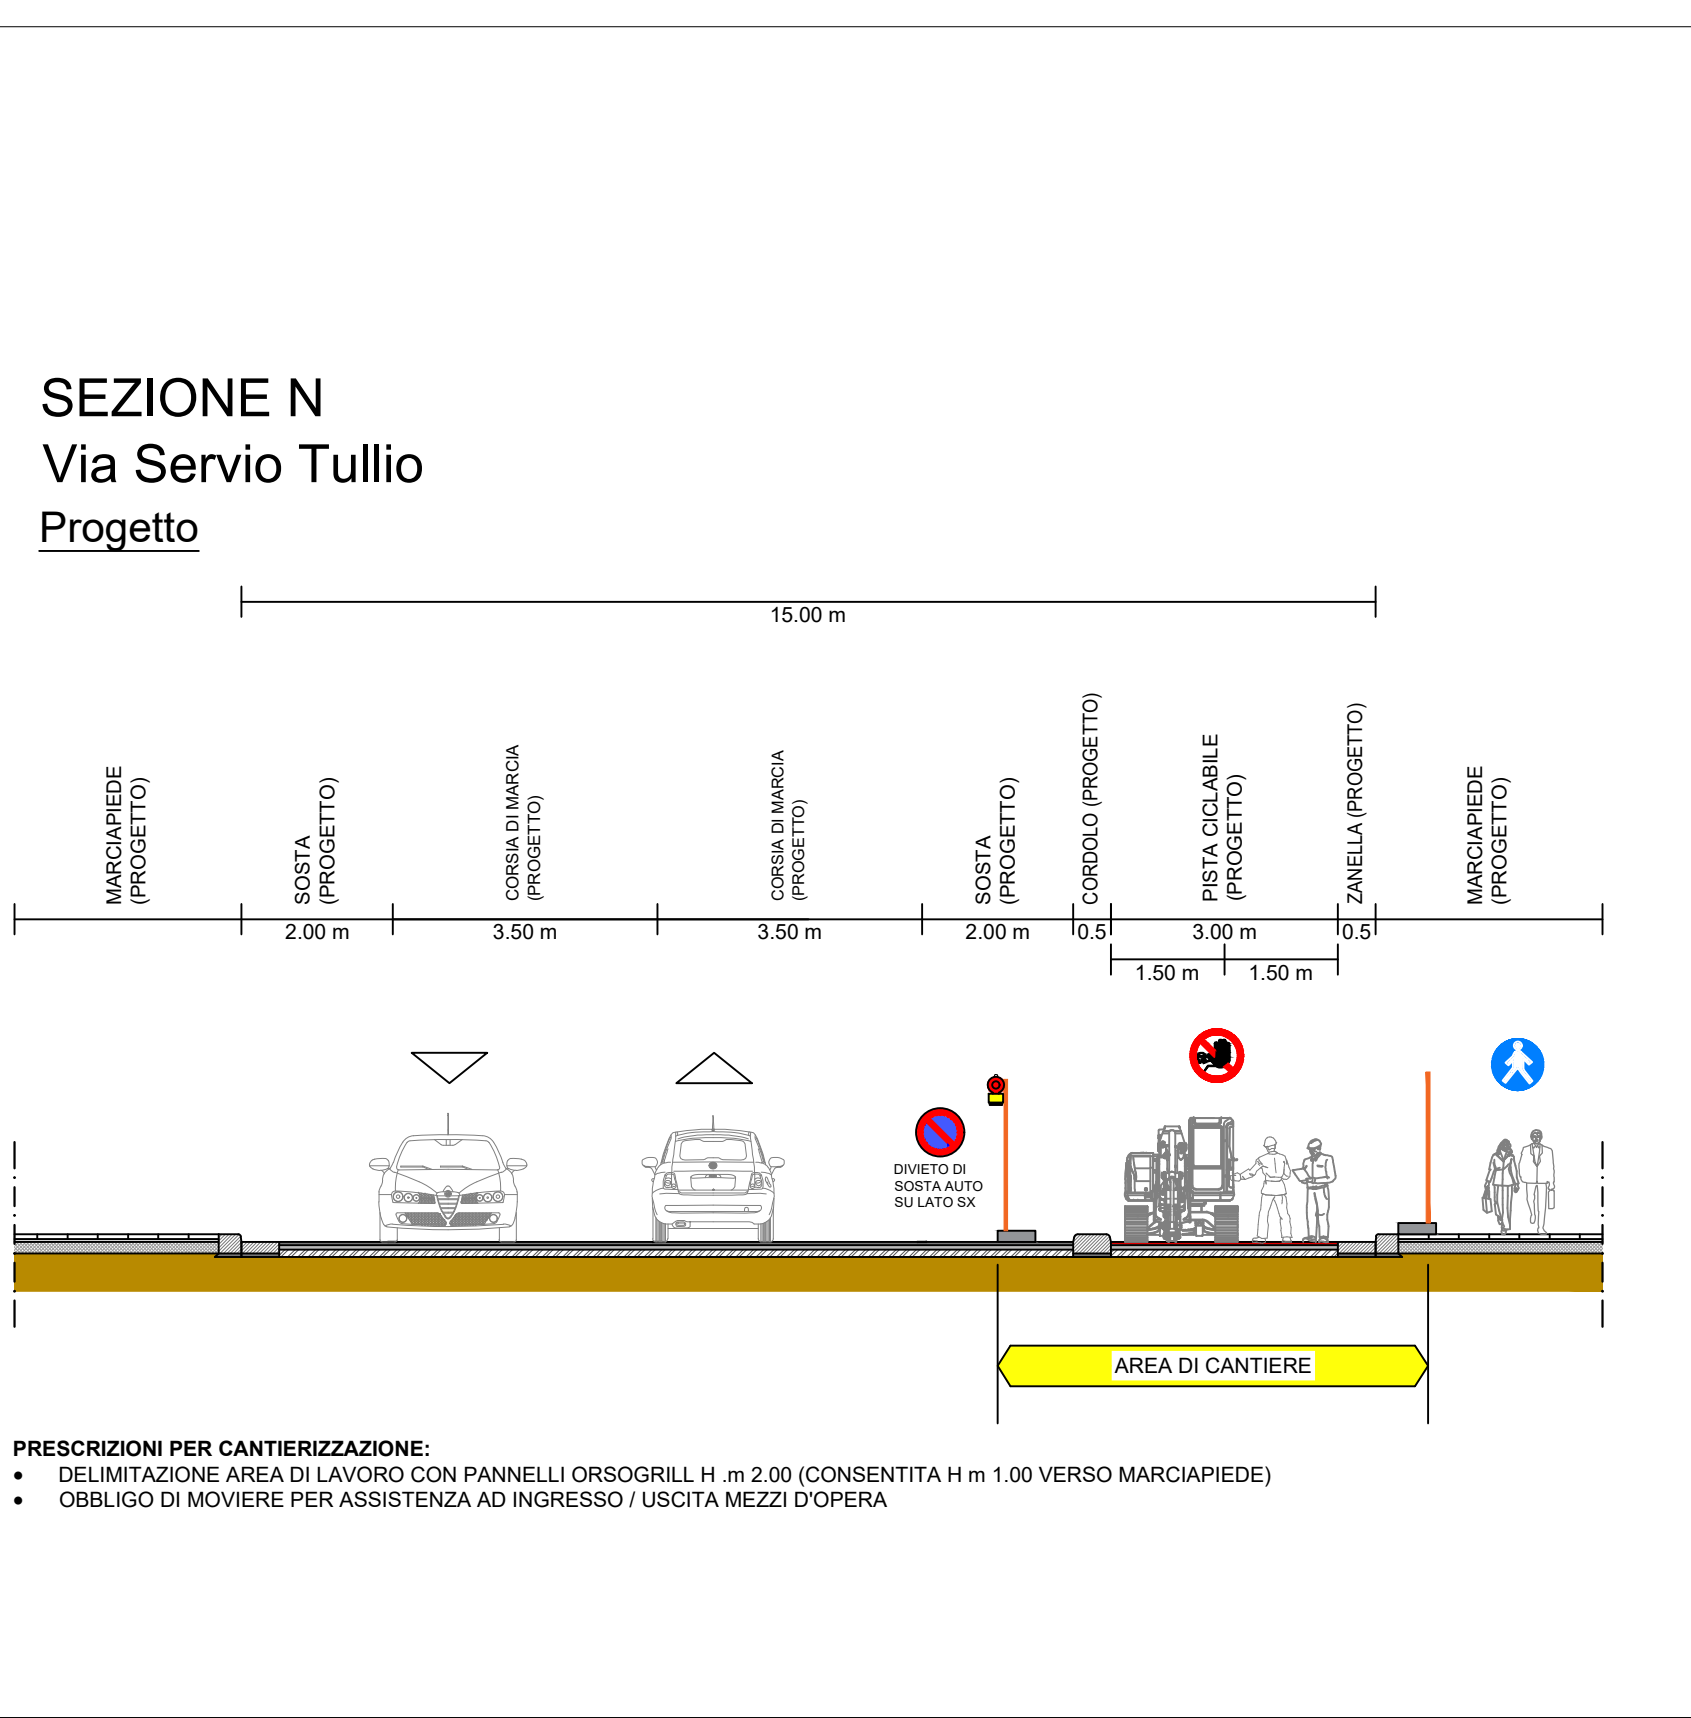 SEZIONE N
Via Servio Tullio
Progetto
15.00 m
MARCIAPIEDE
(PROGETTO)
SOSTA
(PROGETTO)
CORSIA DI MARCIA
(PROGETTO)
CORSIA DI MARCIA
(PROGETTO)
SOSTA
(PROGETTO)
CORDOLO (PROGETTO)
PISTA CICLABILE
(PROGETTO)
ZANELLA (PROGETTO)
MARCIAPIEDE
(PROGETTO)
2.00 m
3.50 m
3.50 m
2.00 m
0.5
3.00 m
0.5
1.50 m
1.50 m
DIVIETO DI
SOSTA AUTO
SU LATO SX
AREA DI CANTIERE
PRESCRIZIONI PER CANTIERIZZAZIONE:
• DELIMITAZIONE AREA DI LAVORO CON PANNELLI ORSOGRILL H .m 2.00 (CONSENTITA H m 1.00 VERSO MARCIAPIEDE)
• OBBLIGO DI MOVIERE PER ASSISTENZA AD INGRESSO / USCITA MEZZI D'OPERA